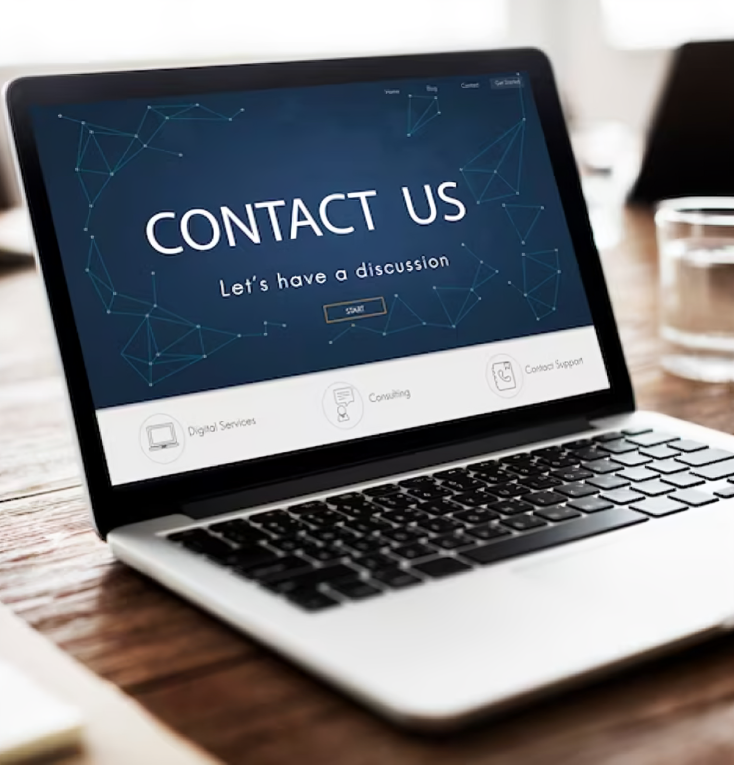 Home Blog Contact Get Started
CONTACT US
Let's have a discussion
START
Digital Services Consulting Contact Support